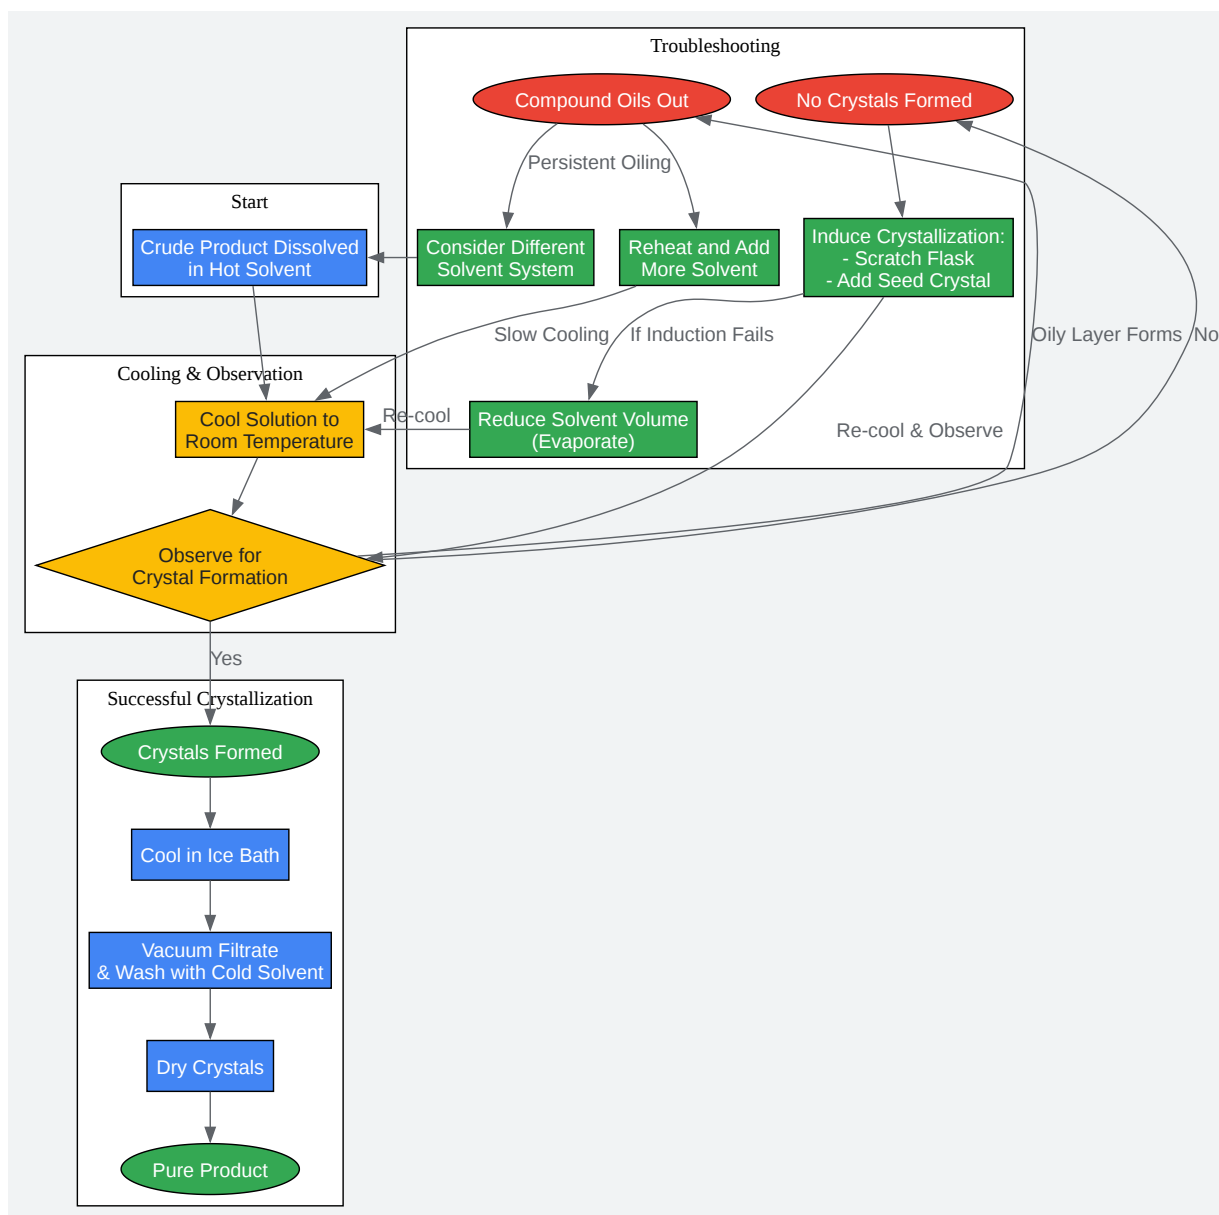 Troubleshooting
Compound Oils Out
No Crystals Formed
Persistent Oiling
Start
Crude Product Dissolved
in Hot Solvent
Consider Different
Solvent System
Reheat and Add
More Solvent
Induce Crystallization:
- Scratch Flask
- Add Seed Crystal
Slow Cooling
If Induction Fails
Oily Layer Forms
No
Cooling & Observation
Cool Solution to
Room Temperature
Re-cool
Reduce Solvent Volume
(Evaporate)
Re-cool & Observe
Observe for
Crystal Formation
Yes
Successful Crystallization
Crystals Formed
Cool in Ice Bath
Vacuum Filtrate
& Wash with Cold Solvent
Dry Crystals
Pure Product